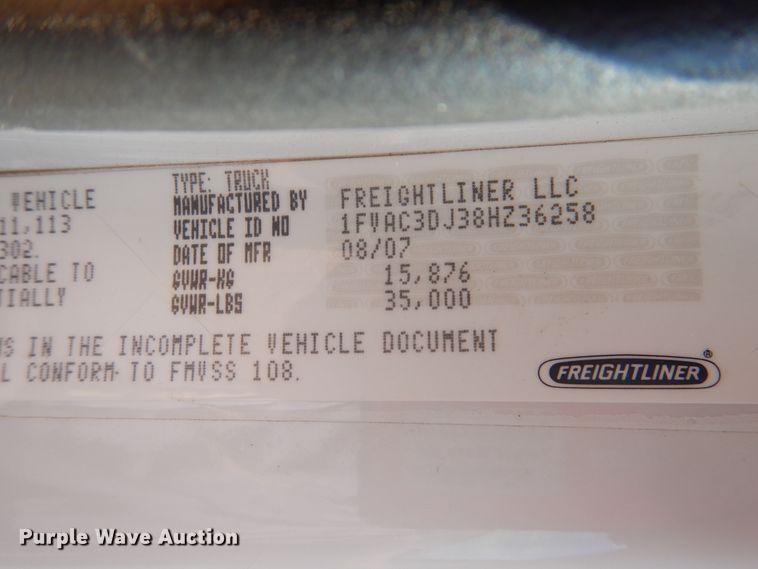 VEHICLE TYPE: TRUCK
11,113 MANUFACTURED BY FREIGHTLINER LLC
302. VEHICLE ID NO 1FVAC3DJ38HZ36258
CABLE TO DATE OF MFR 08/07
TIALLY GVWR-KG 15,876
GVWR-LBS 35,000
S IN THE INCOMPLETE VEHICLE DOCUMENT
L CONFORM TO FMVSS 108.
FREIGHTLINER®
Purple Wave Auction